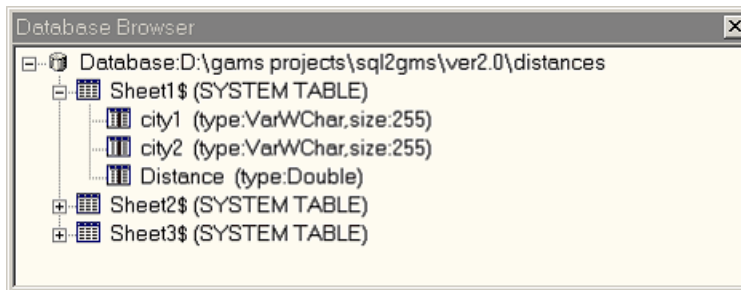 Database Browser
Database:D:\gams projects\sql2gms\ver2.0\distances
Sheet1$ (SYSTEM TABLE)
city1 (type:VarWChar,size:255)
city2 (type:VarWChar,size:255)
Distance (type:Double)
Sheet2$ (SYSTEM TABLE)
Sheet3$ (SYSTEM TABLE)